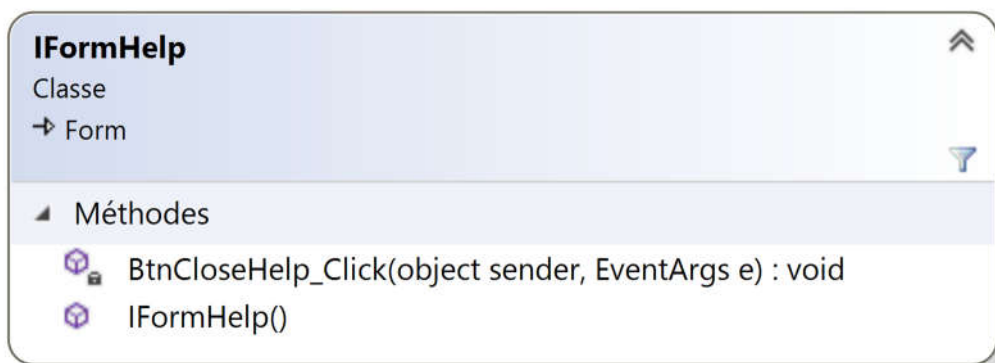 IFormHelp
Classe
Form
Méthodes
BtnCloseHelp_Click(object sender, EventArgs e) : void
IFormHelp()